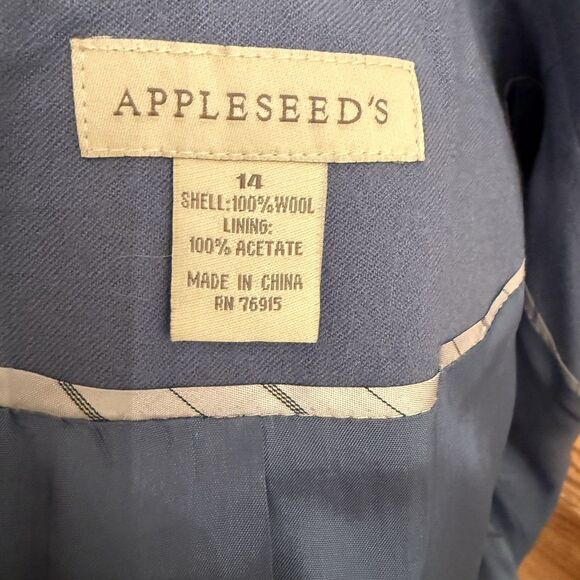 APPLESEED'S
14
SHELL:100%WOOL
LINING:
100% ACETATE
MADE IN CHINA
RN 76915